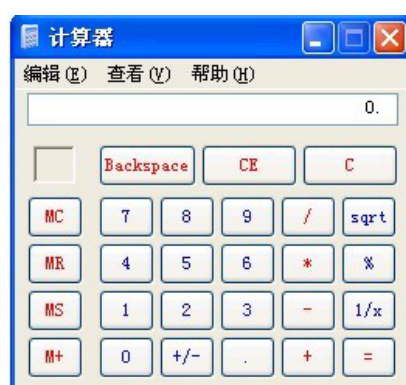 计算器
编辑(E) 查看(V) 帮助(H)
0.
Backspace CE C
MC 7 8 9 / sqrt
MR 4 5 6 * %
MS 1 2 3 - 1/x
M+ 0 +/- . + =